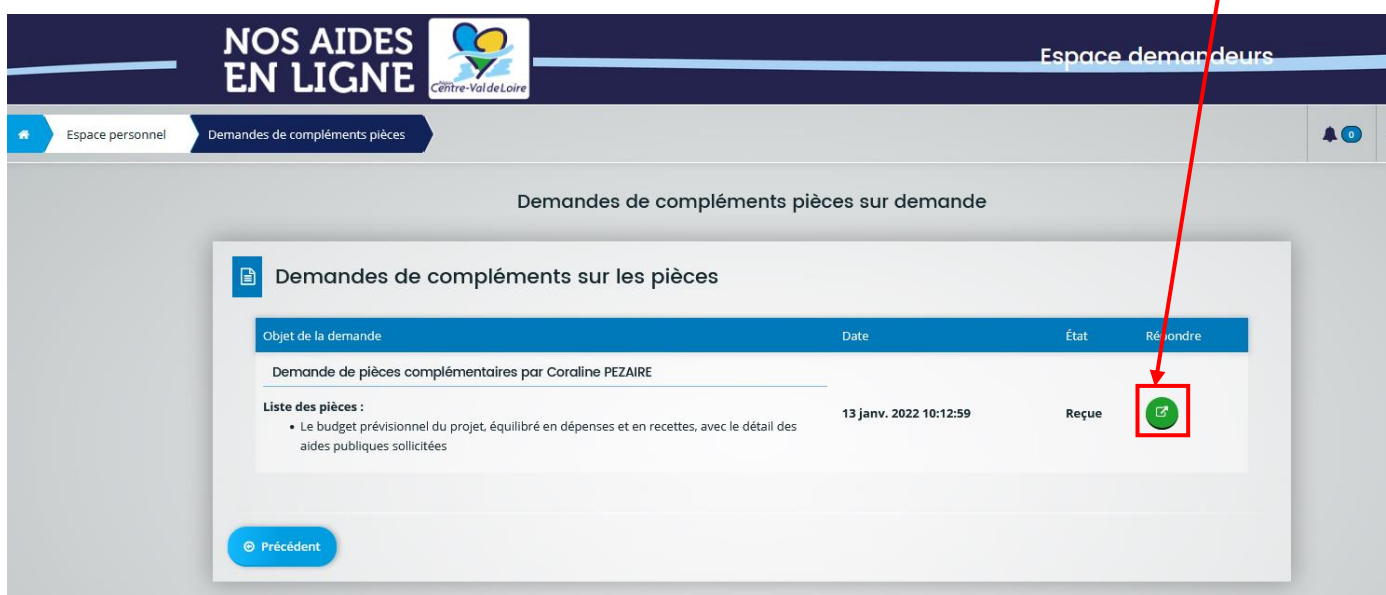 NOS AIDES
EN LIGNE
Région
Centre-Val de Loire
Espace demandeurs
Espace personnel
Demandes de compléments pièces
0
Demandes de compléments pièces sur demande
Demandes de compléments sur les pièces
Objet de la demande Date État Répondre
Demande de pièces complémentaires par Coraline PEZAIRE
Liste des pièces :
• Le budget prévisionnel du projet, équilibré en dépenses et en recettes, avec le détail des
aides publiques sollicitées
13 janv. 2022 10:12:59 Reçue
Précédent